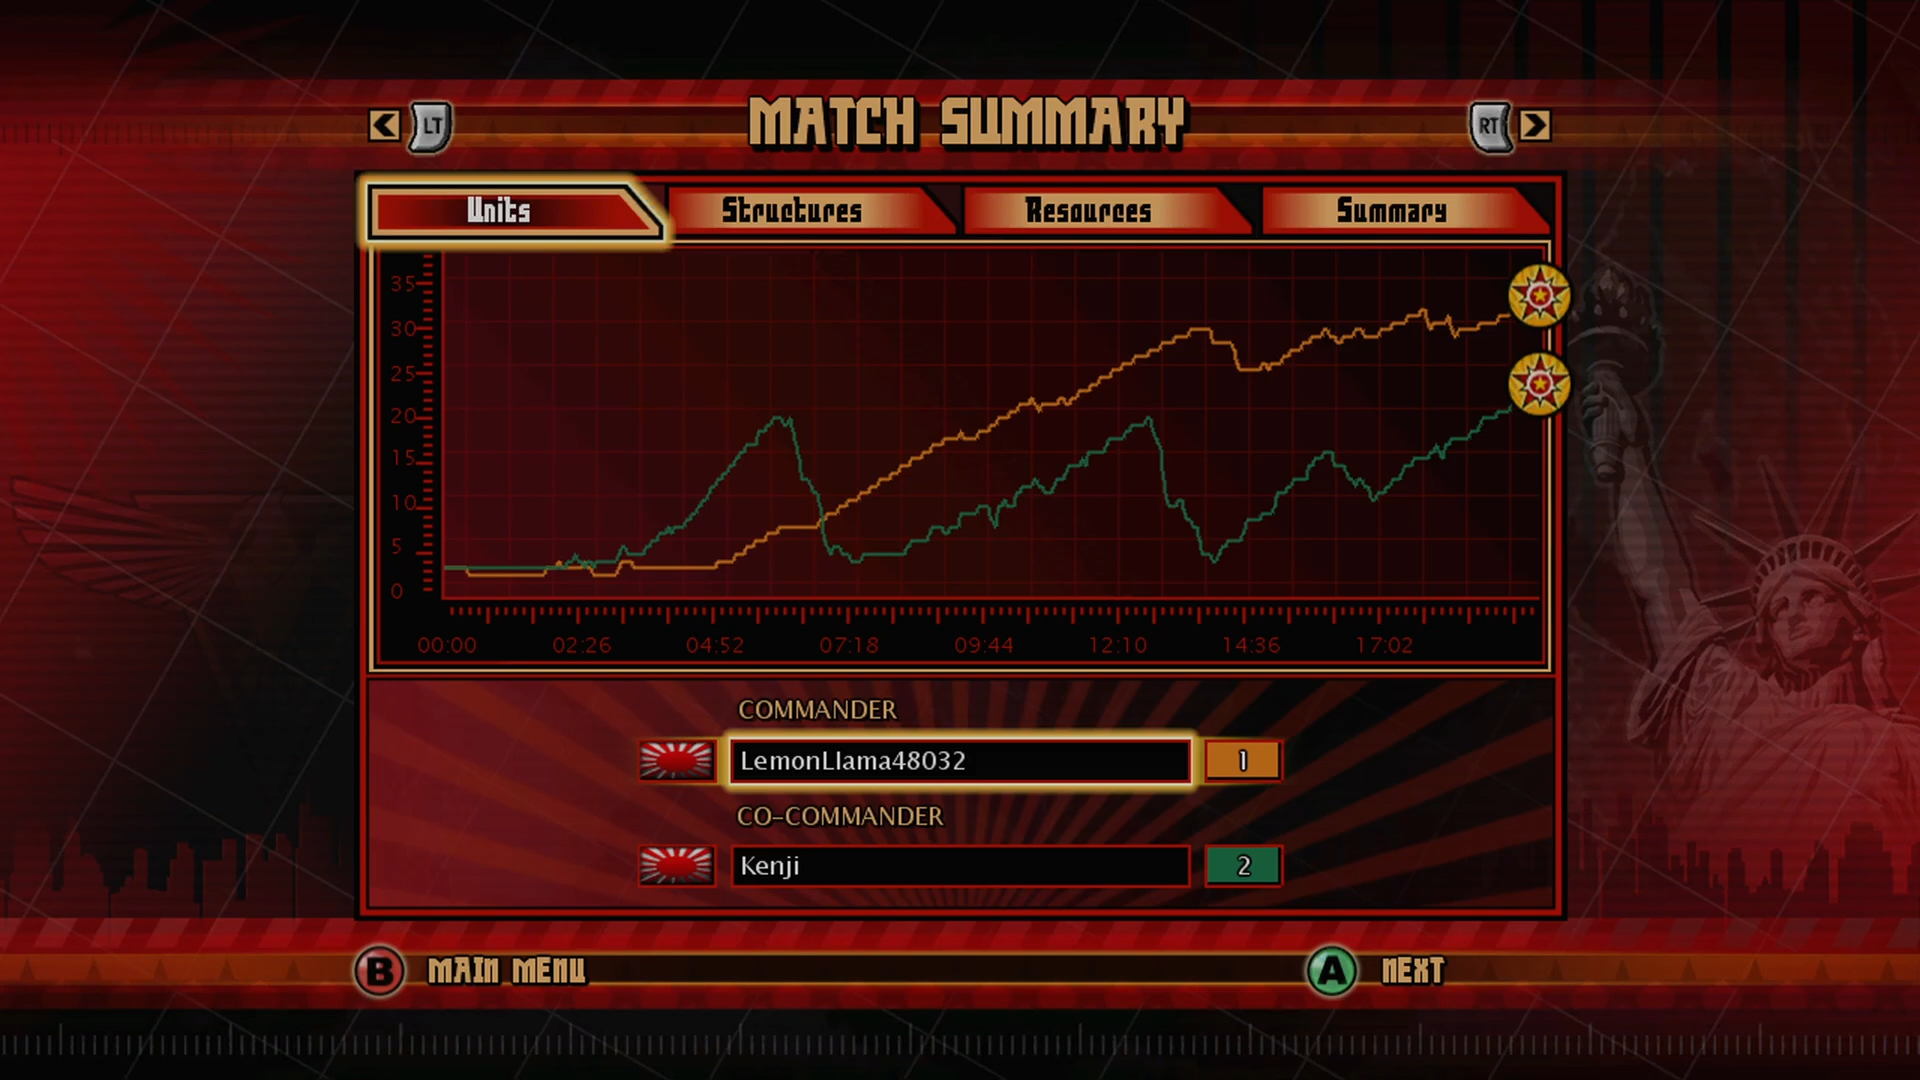 LT
MATCH SUMMARY
RT
Units
Structures
Resources
Summary
35
30
25
20
15
10
5
0
00:00 02:26 04:52 07:18 09:44 12:10 14:36 17:02
COMMANDER
LemonLlama48032 1
CO-COMMANDER
Kenji 2
B MAIN MENU
A NEXT